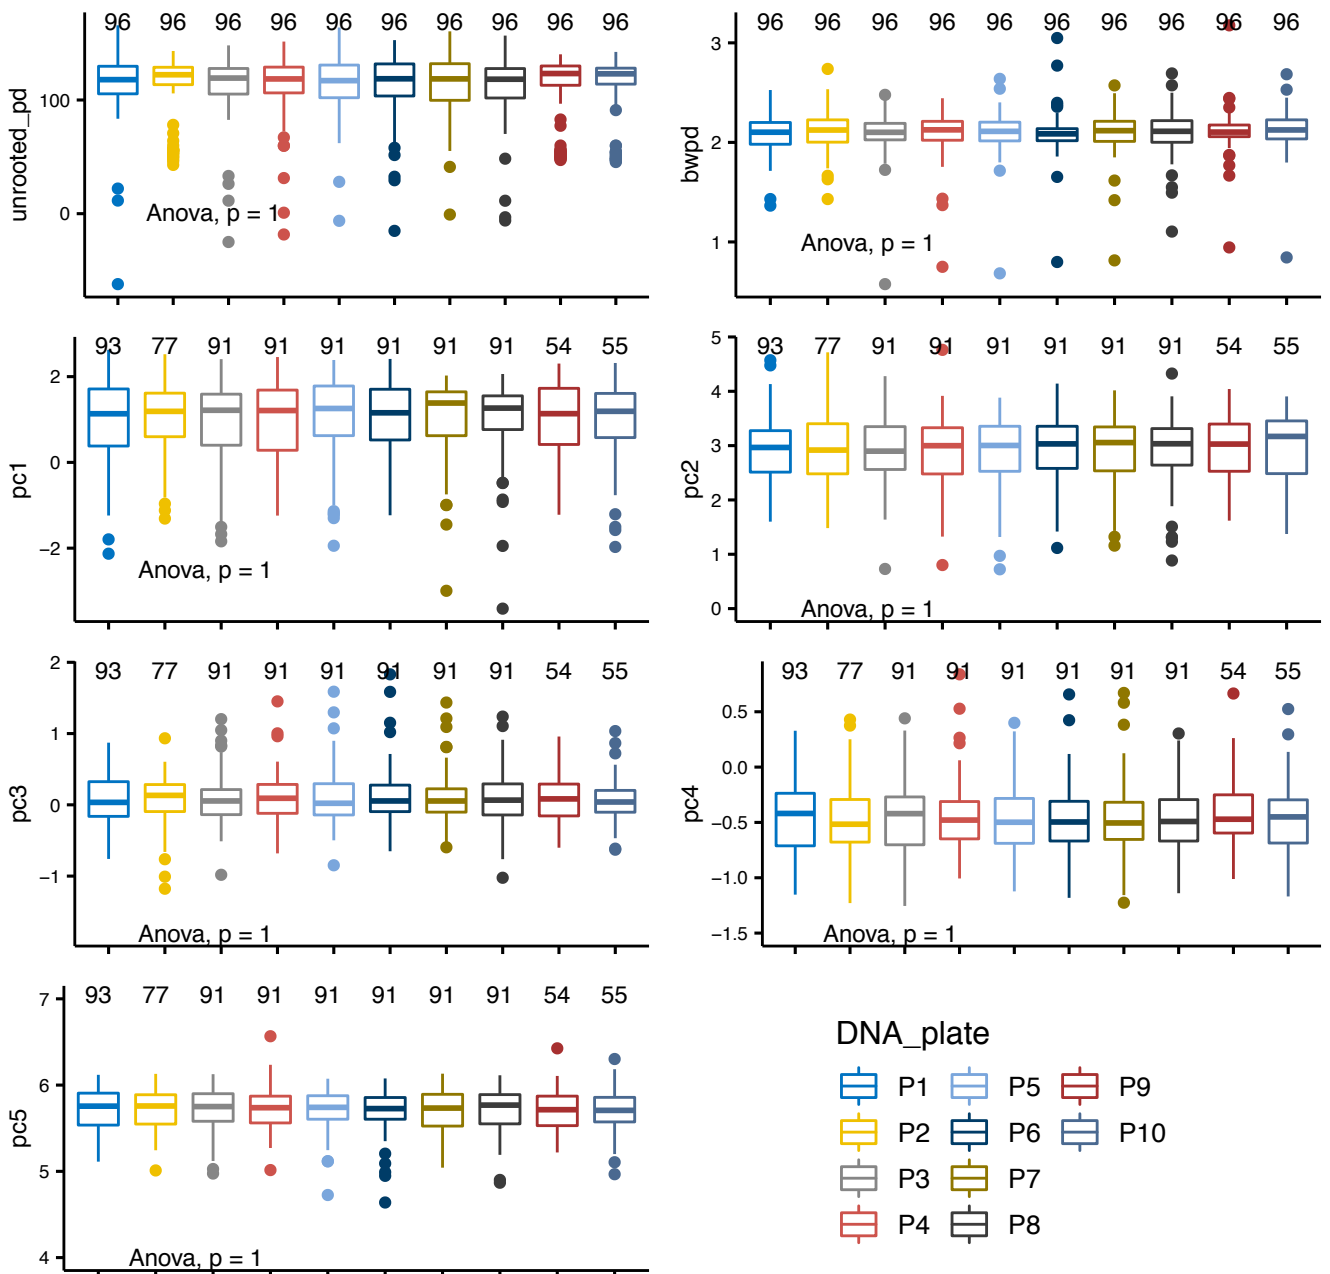 96 96 96 96 96 96 96 96 96 96
unrooted_pd
100
0
Anova, p = 1
96 96 96 96 96 96 96 96 96 96
bwpd
3
2
1
Anova, p = 1
93 77 91 91 91 91 91 91 54 55
pc1
2
0
−2
Anova, p = 1
93 77 91 91 91 91 91 91 54 55
pc2
5
4
3
2
1
0
Anova, p = 1
93 77 91 91 91 91 91 91 54 55
pc3
2
1
0
−1
Anova, p = 1
93 77 91 91 91 91 91 91 54 55
pc4
0.5
0.0
−0.5
−1.0
−1.5
Anova, p = 1
93 77 91 91 91 91 91 91 54 55
pc5
7
6
5
4
Anova, p = 1
DNA_plate
P1 P5 P9
P2 P6 P10
P3 P7
P4 P8